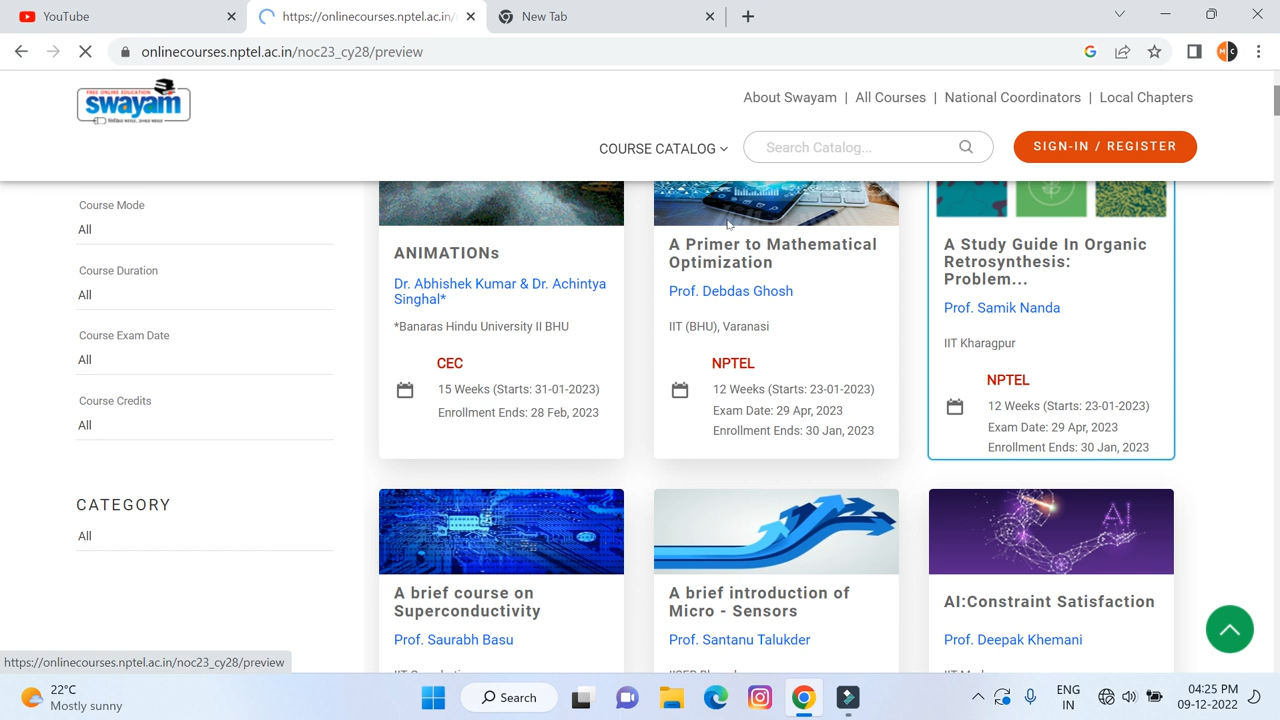 YouTube
https://onlinecourses.nptel.ac.in/
New Tab
onlinecourses.nptel.ac.in/noc23_cy28/preview
MC
FREE ONLINE EDUCATION
swayam
About Swayam | All Courses | National Coordinators | Local Chapters
COURSE CATALOG
Search Catalog...
SIGN-IN / REGISTER
Course Mode
All
Course Duration
All
Course Exam Date
All
Course Credits
All
CATEGORY
All
ANIMATIONs
Dr. Abhishek Kumar & Dr. Achintya
Singhal*
*Banaras Hindu University II BHU
CEC
15 Weeks (Starts: 31-01-2023)
Enrollment Ends: 28 Feb, 2023
A Primer to Mathematical
Optimization
Prof. Debdas Ghosh
IIT (BHU), Varanasi
NPTEL
12 Weeks (Starts: 23-01-2023)
Exam Date: 29 Apr, 2023
Enrollment Ends: 30 Jan, 2023
A Study Guide In Organic
Retrosynthesis:
Problem...
Prof. Samik Nanda
IIT Kharagpur
NPTEL
12 Weeks (Starts: 23-01-2023)
Exam Date: 29 Apr, 2023
Enrollment Ends: 30 Jan, 2023
A brief course on
Superconductivity
Prof. Saurabh Basu
A brief introduction of
Micro - Sensors
Prof. Santanu Talukder
AI
AI:Constraint Satisfaction
Prof. Deepak Khemani
https://onlinecourses.nptel.ac.in/noc23_cy28/preview
22°C
Mostly sunny
Search
ENG
IN
04:25 PM
09-12-2022